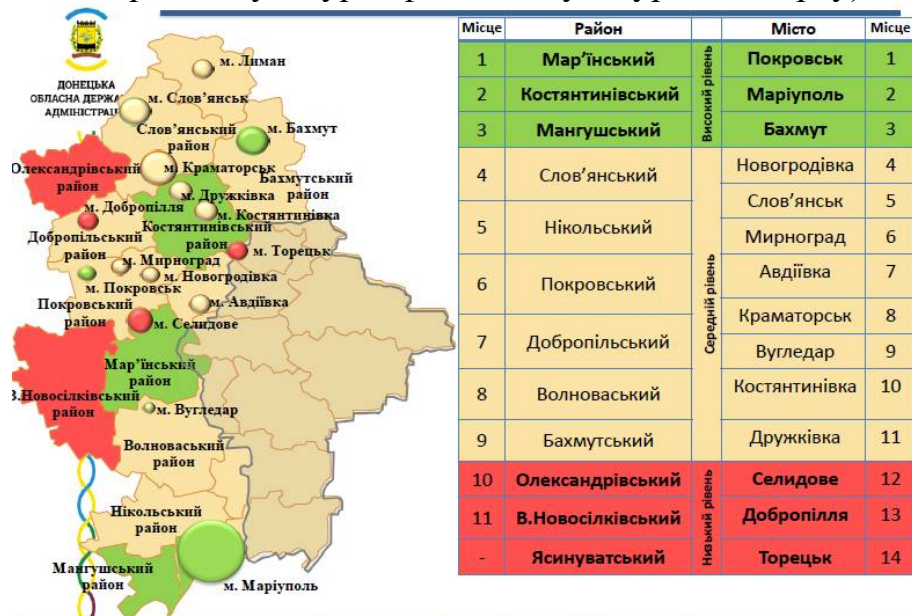 ДОНЕЦЬКА
ОБЛАСНА ДЕРЖА
АДМІНІСТРАЦІ
м. Лиман
м. Слов’янськ
Слов’янський
район
м. Бахмут
Олександрівський
район
м. Краматорськ
Бахмутський
район
м. Дружківка
м. Добропілля
м. Костянтинівка
Костянтинівський
район
Добропільський
район
м. Торецьк
м. Мирноград
м. Новогродівка
м. Покровськ
Покровський
район
м. Авдіївка
м. Селидове
Мар’їнський
район
В.Новосілківський
район
м. Вугледар
Волноваський
район
Нікольський
район
Мангушський
район
м. Маріуполь
Місце Район Місто Місце
Високий рівень
1 Мар’їнський Покровськ 1
2 Костянтинівський Маріуполь 2
3 Мангушський Бахмут 3
Середній рівень
4 Слов’янський Новогродівка 4
Слов’янськ 5
5 Нікольський Мирноград 6
6 Покровський Авдіївка 7
Краматорськ 8
7 Добропільський Вугледар 9
8 Волноваський Костянтинівка 10
9 Бахмутський Дружківка 11
Низький рівень
10 Олександрівський Селидове 12
11 В.Новосілківський Добропілля 13
- Ясинуватський Торецьк 14